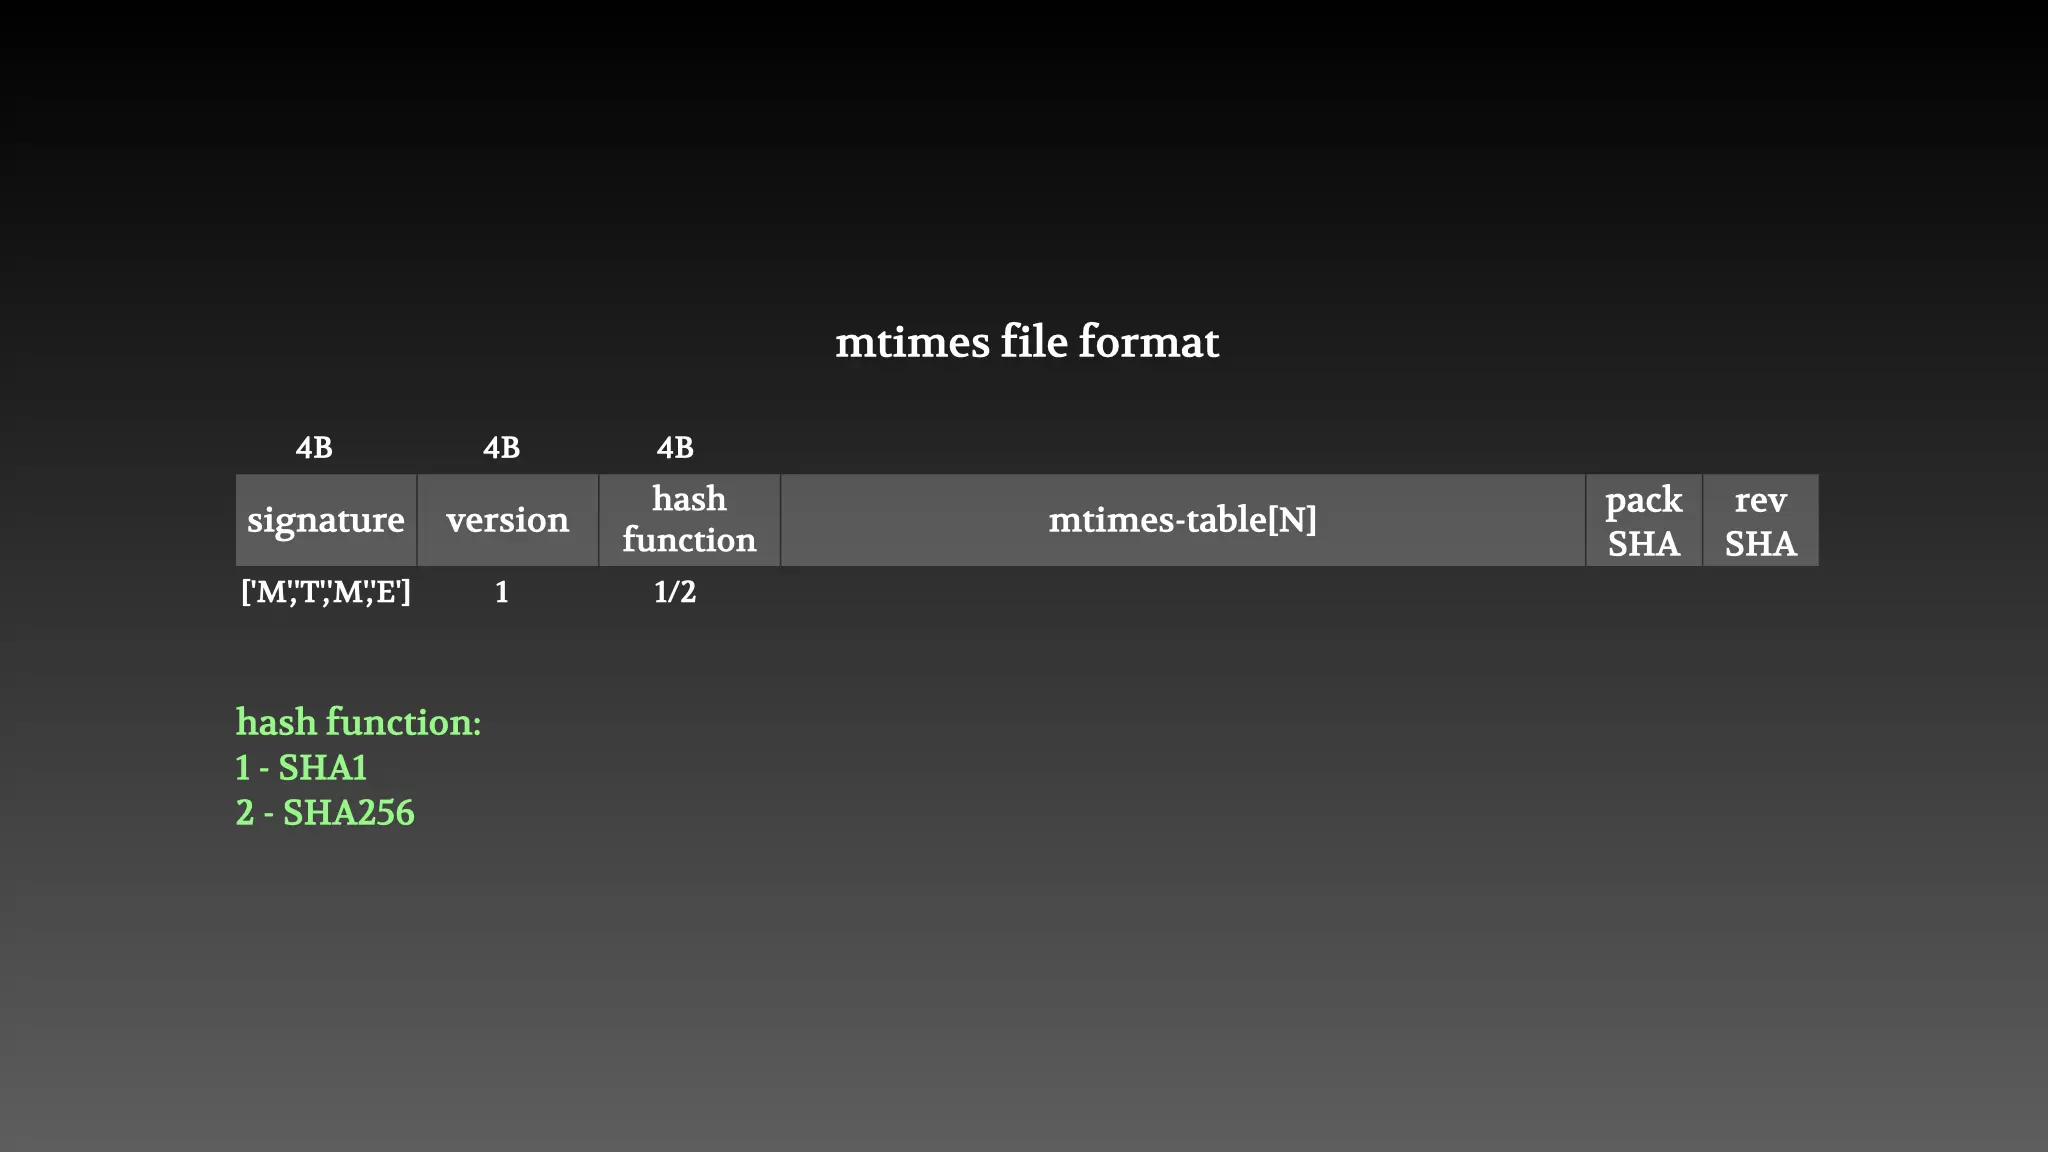 mtimes file format
4B 4B 4B
signature version hash function mtimes-table[N] pack SHA rev SHA
['M','T','M','E'] 1 1/2
hash function:
1 - SHA1
2 - SHA256